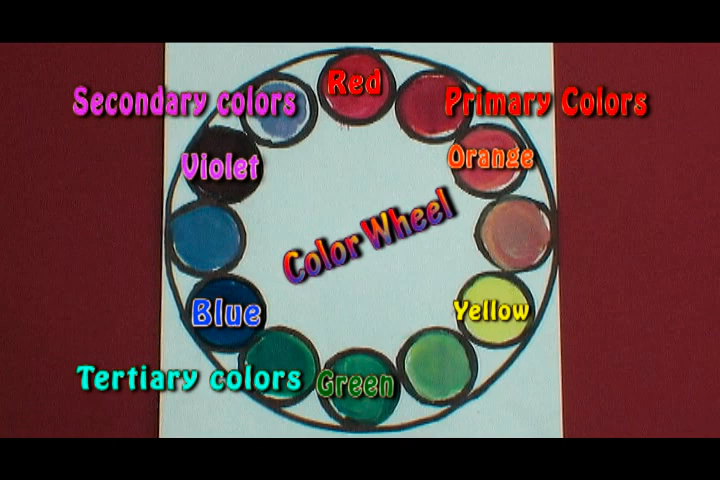 Red
Secondary colors
Primary Colors
Violet
Orange
Color Wheel
Blue
Yellow
Tertiary colors
Green